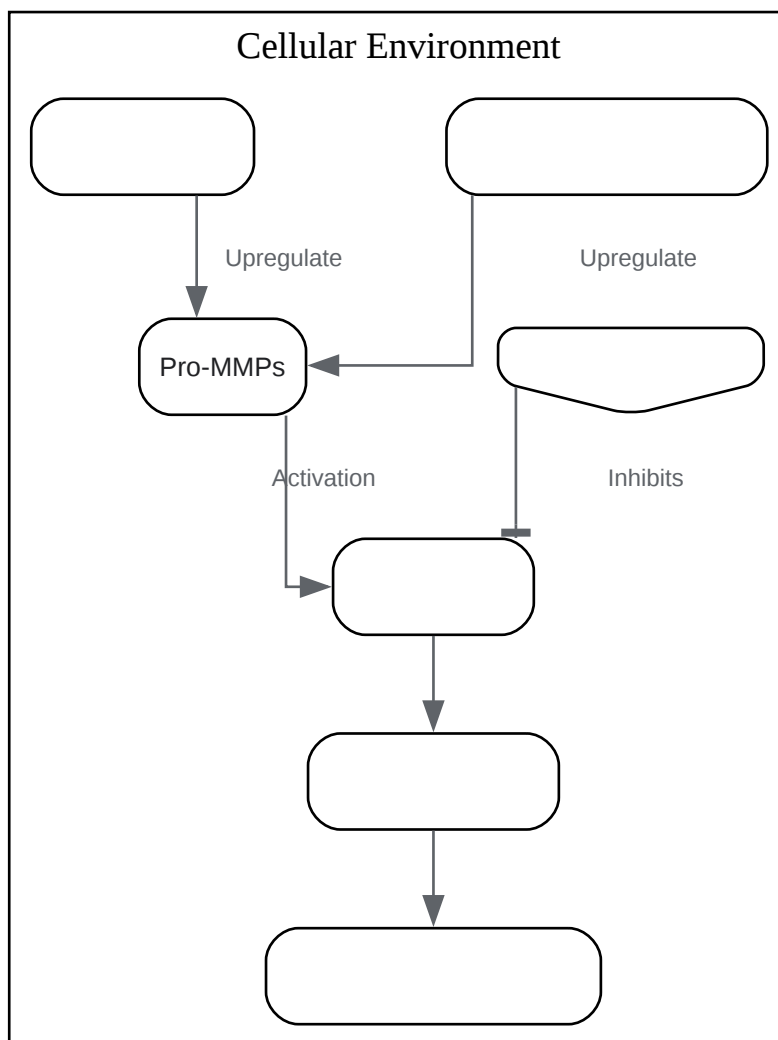 Cellular Environment
Upregulate
Upregulate
Pro-MMPs
Activation
Inhibits